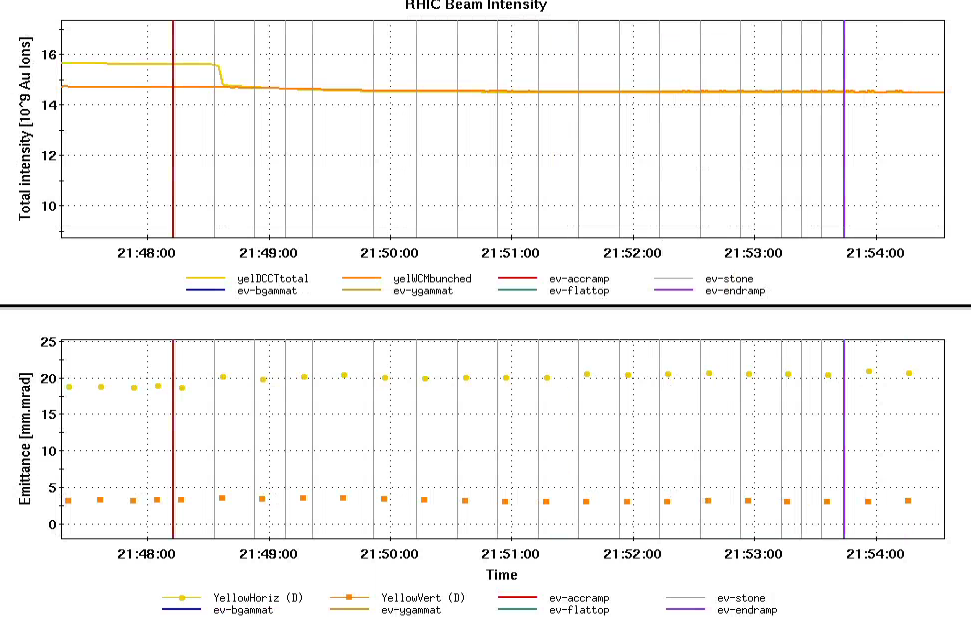 RHIC Beam Intensity
Total intensity [10^9 Au Ions]
16
14
12
10
21:48:00 21:49:00 21:50:00 21:51:00 21:52:00 21:53:00 21:54:00
yelDCCTtotal yelWCMbunched ev-accramp ev-stone
ev-bgammat ev-ygammat ev-flattop ev-endramp
Emittance [mm.mrad]
25
20
15
10
5
0
21:48:00 21:49:00 21:50:00 21:51:00 21:52:00 21:53:00 21:54:00
Time
YellowHoriz (D) YellowVert (D) ev-accramp ev-stone
ev-bgammat ev-ygammat ev-flattop ev-endramp